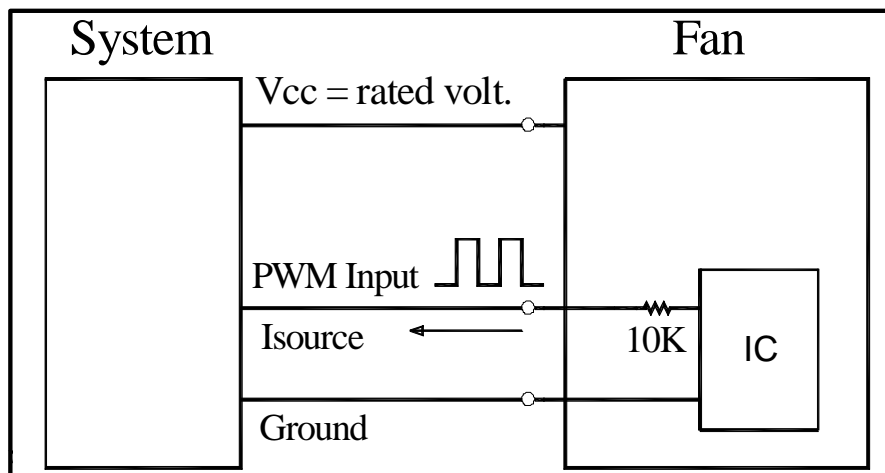 System
Fan
Vcc = rated volt.
PWM Input
Isource
10K
IC
Ground